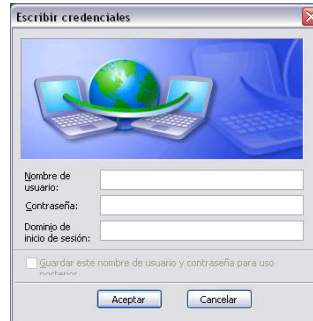 Escribir credenciales
Nombre de
usuario:
Contraseña:
Dominio de
inicio de sesión:
Guardar este nombre de usuario y contraseña para uso
posterior
Aceptar
Cancelar